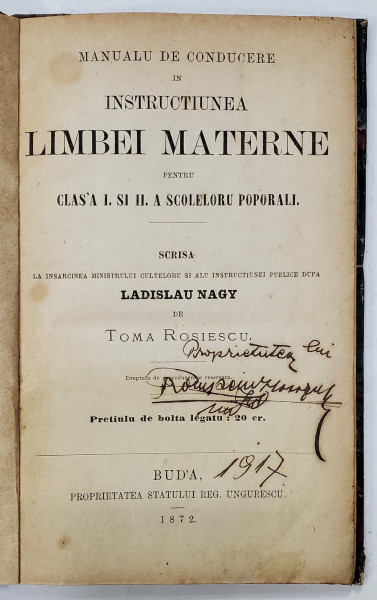 MANUALU DE CONDUCERE
IN
INSTRUCTIUNEA
LIMBEI MATERNE
PENTRU
CLAS'A I. SI II. A SCOLELORU POPORALI.
SCRISA
LA INSARCINEA MINISTRULUI CULTELORU SI ALU INSTRUCTIUNEI PUBLICE DUPA
LADISLAU NAGY
DE
TOMA ROSIESCU.
Proprietatea lui
Dreptulu de
Pretiulu de bolta legatu : 20 cr.
1917
BUD'A,
PROPRIETATEA STATULUI REG. UNGURESCU.
1872.